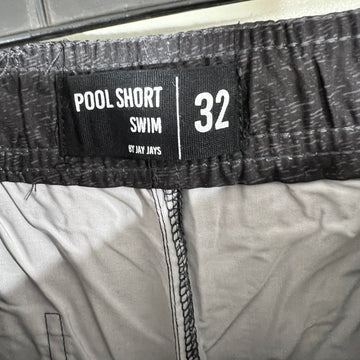 POOL SHORT
SWIM
BY JAY JAYS
32